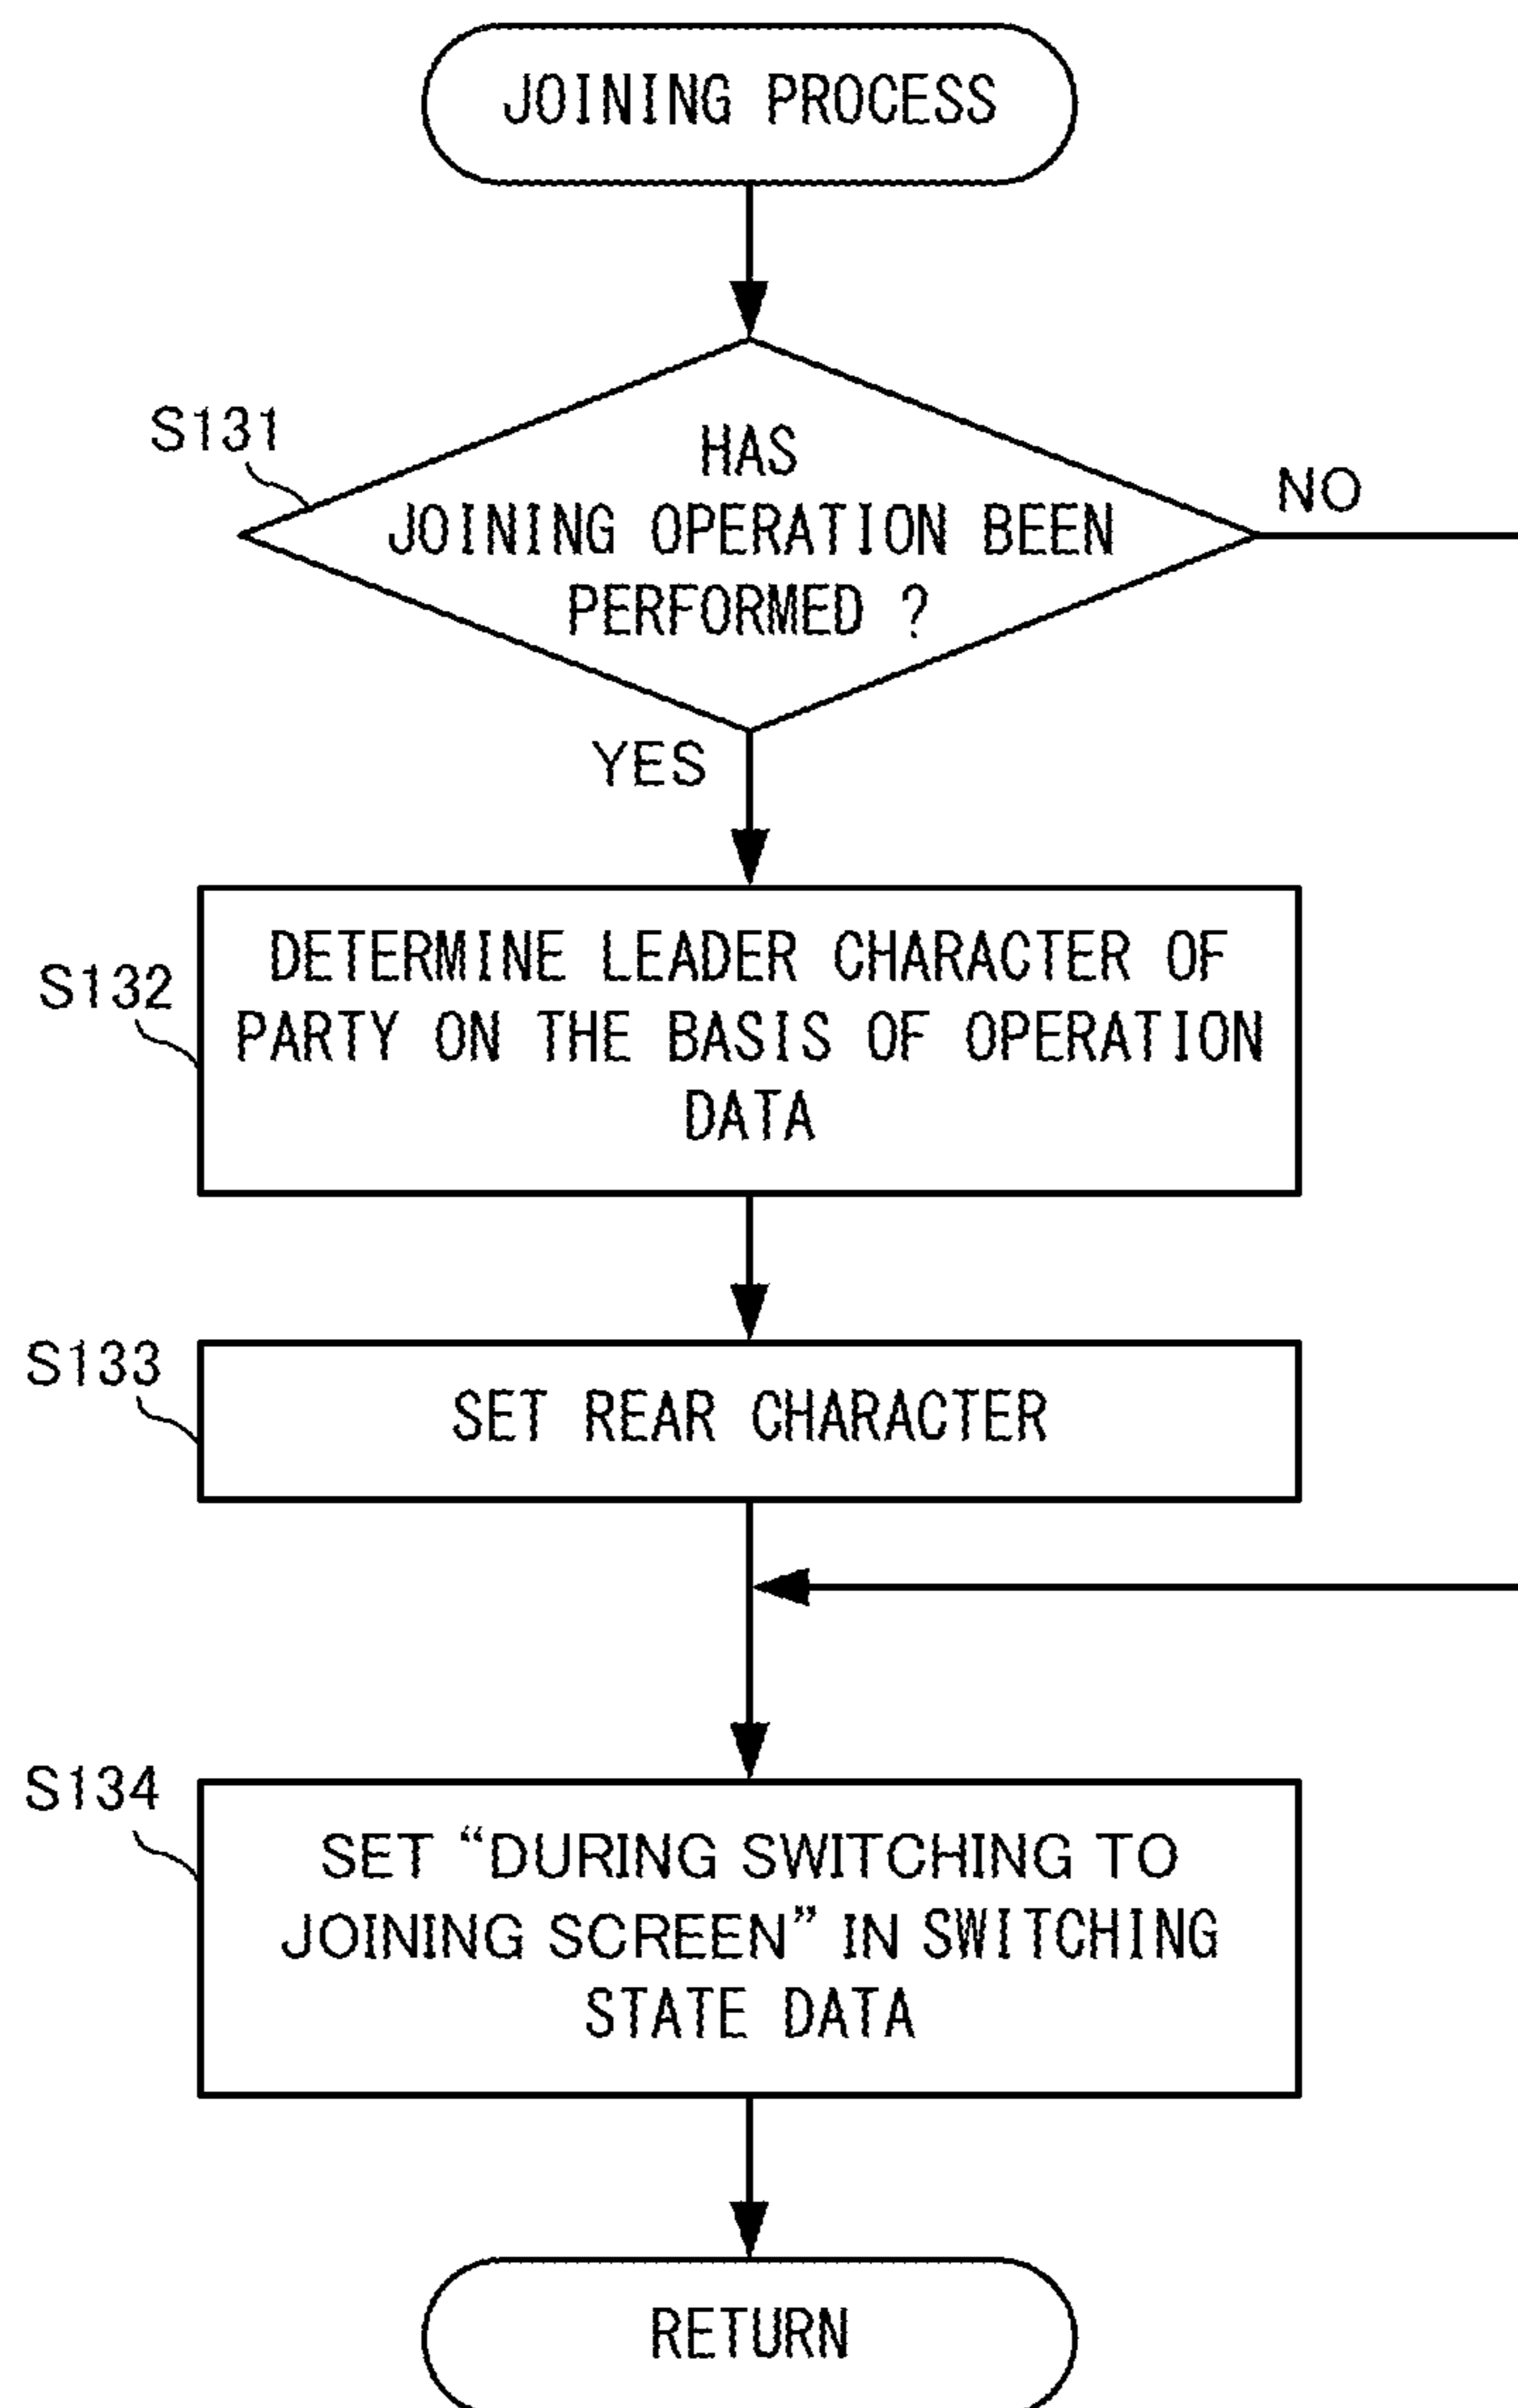 JOINING PROCESS
S131
HAS
JOINING OPERATION BEEN
PERFORMED ?
NO
YES
S132
DETERMINE LEADER CHARACTER OF
PARTY ON THE BASIS OF OPERATION
DATA
S133
SET REAR CHARACTER
S134
SET “DURING SWITCHING TO
JOINING SCREEN” IN SWITCHING
STATE DATA
RETURN